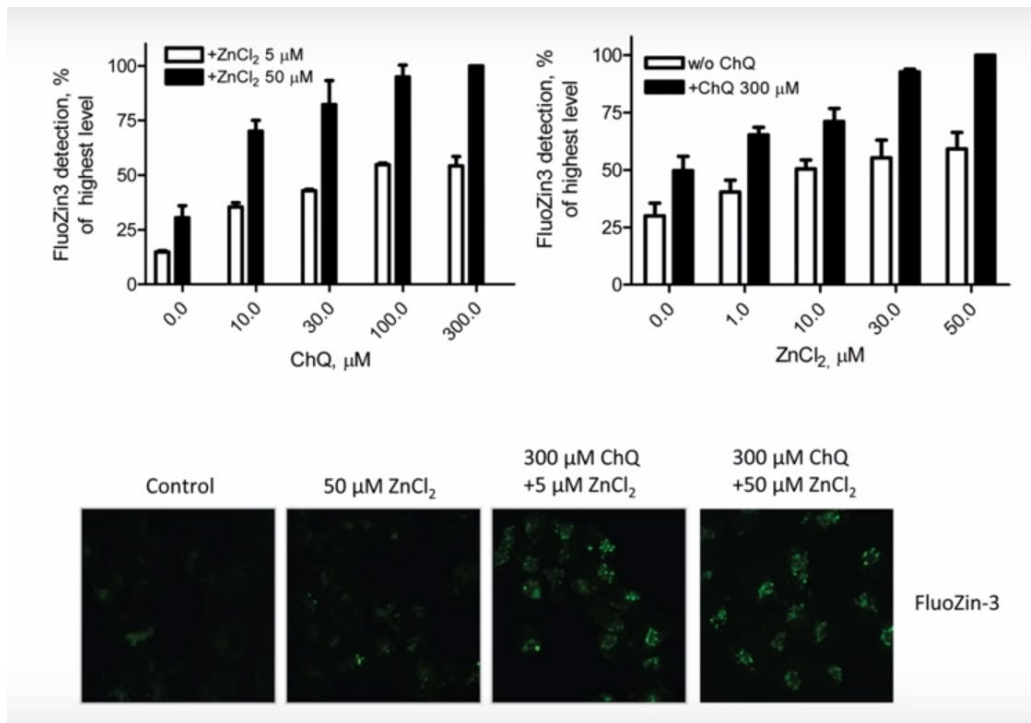 +ZnCl2 5 μM
+ZnCl2 50 μM
FluoZin3 detection, %
of highest level
100
75
50
25
0
0.0
10.0
30.0
100.0
300.0
ChQ, μM
w/o ChQ
+ChQ 300 μM
FluoZin3 detection, %
of highest level
100
75
50
25
0
0.0
1.0
10.0
30.0
50.0
ZnCl2, μM
Control
50 μM ZnCl2
300 μM ChQ
+5 μM ZnCl2
300 μM ChQ
+50 μM ZnCl2
FluoZin-3